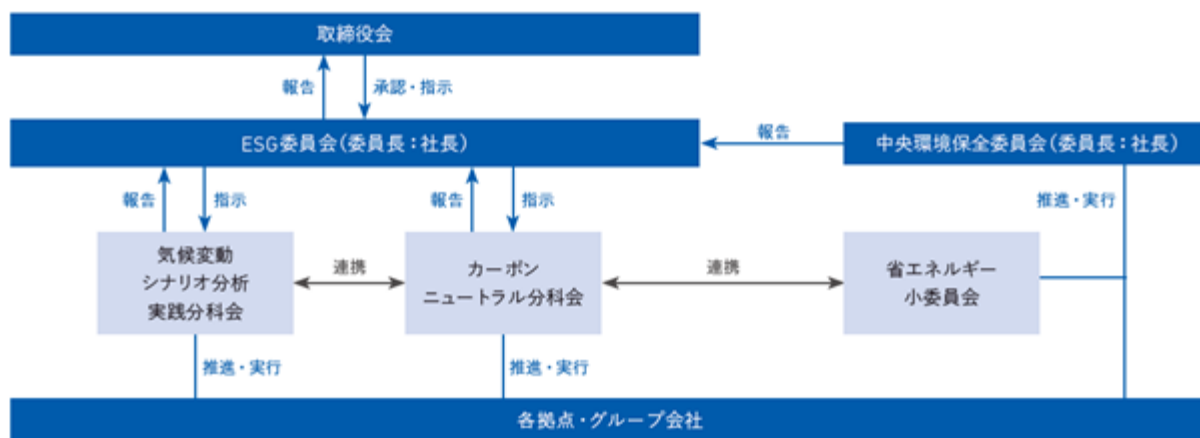 取締役会
報告
承認・指示
ESG委員会(委員長:社長)
報告
中央環境保全委員会(委員長:社長)
報告
指示
報告
指示
推進・実行
気候変動
シナリオ分析
実践分科会
連携
カーボン
ニュートラル分科会
連携
省エネルギー
小委員会
推進・実行
推進・実行
各拠点・グループ会社